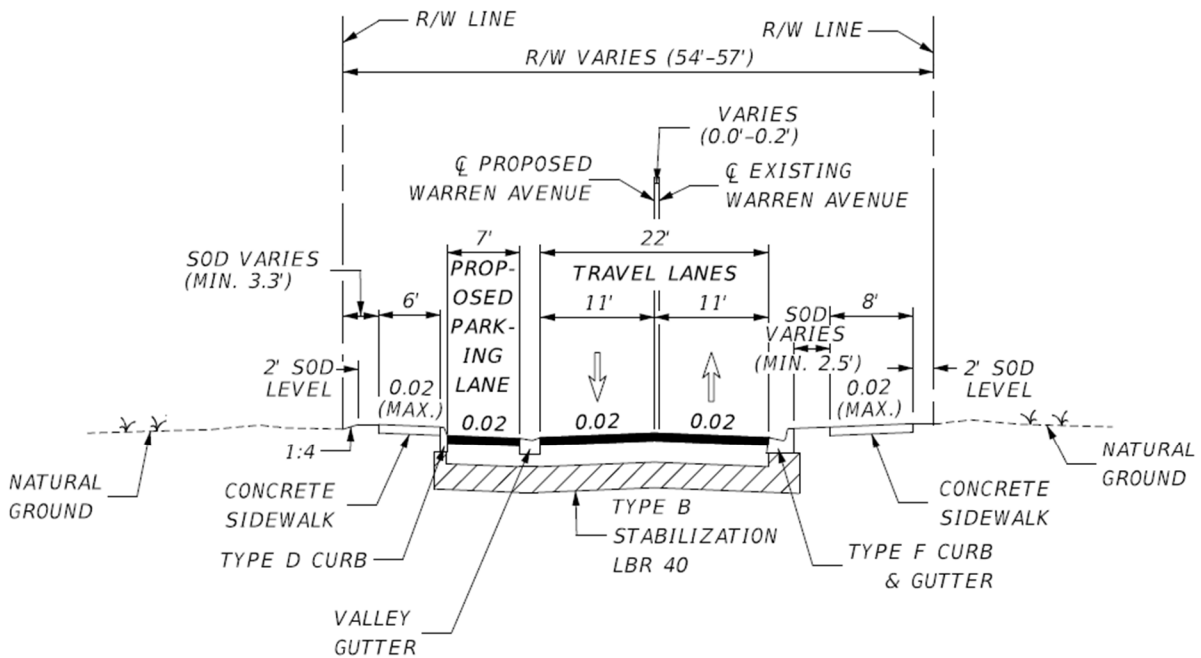 R/W LINE
R/W LINE
R/W VARIES (54'-57')
VARIES
(0.0'-0.2')
℄ PROPOSED
WARREN AVENUE
℄ EXISTING
WARREN AVENUE
7'
22'
SOD VARIES
(MIN. 3.3')
PROP-
OSED
PARK-
ING
LANE
TRAVEL LANES
6'
11'
11'
SOD
VARIES
(MIN. 2.5')
8'
2' SOD
LEVEL
0.02
(MAX.)
0.02
0.02
0.02
0.02
(MAX.)
2' SOD
LEVEL
1:4
NATURAL
GROUND
CONCRETE
SIDEWALK
TYPE D CURB
VALLEY
GUTTER
TYPE B
STABILIZATION
LBR 40
TYPE F CURB
& GUTTER
CONCRETE
SIDEWALK
NATURAL
GROUND